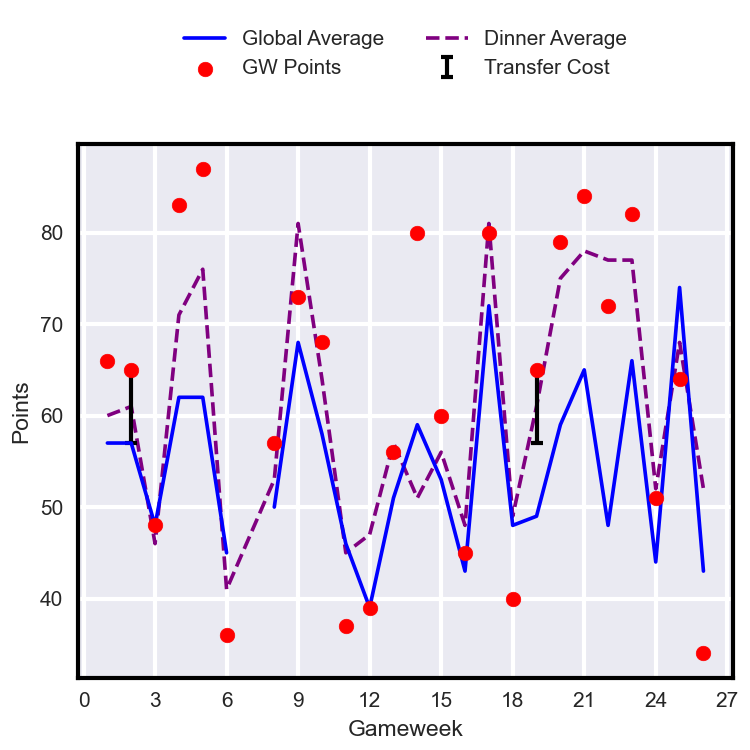 Global Average Dinner Average
GW Points Transfer Cost
80
70
60
50
40
Points
0 3 6 9 12 15 18 21 24 27
Gameweek